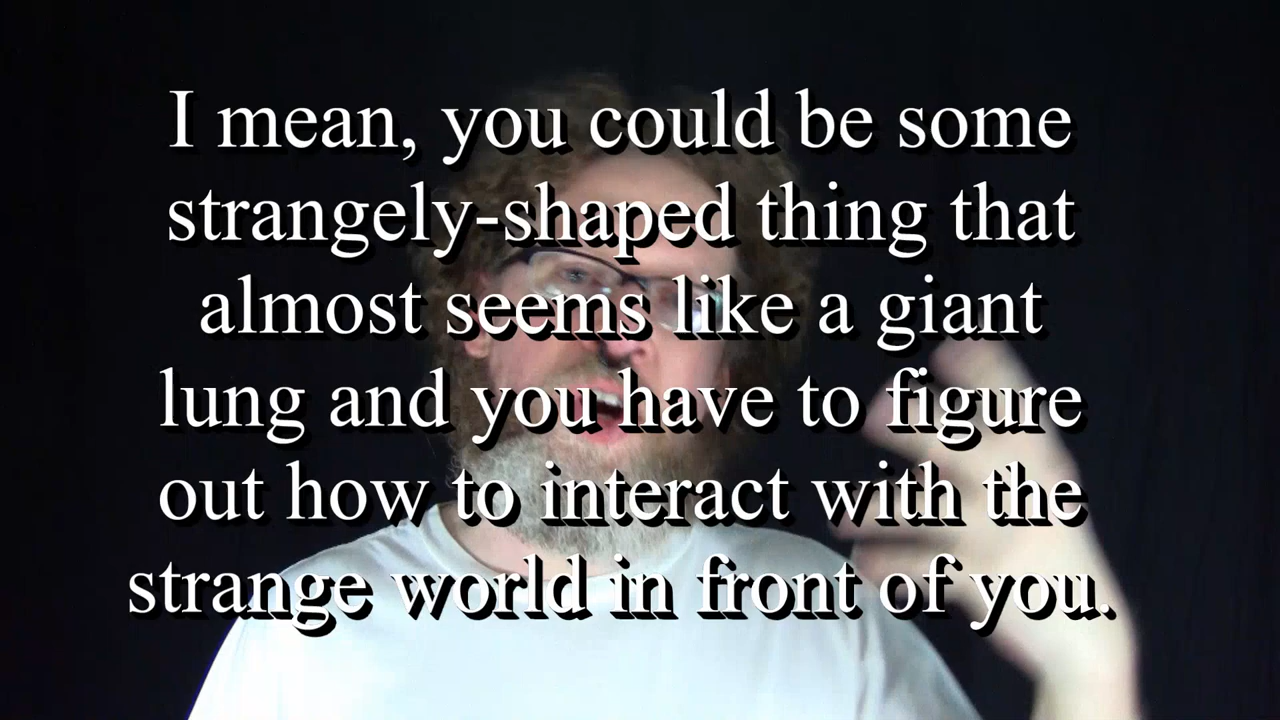 I mean, you could be some
strangely-shaped thing that
almost seems like a giant
lung and you have to figure
out how to interact with the
strange world in front of you.